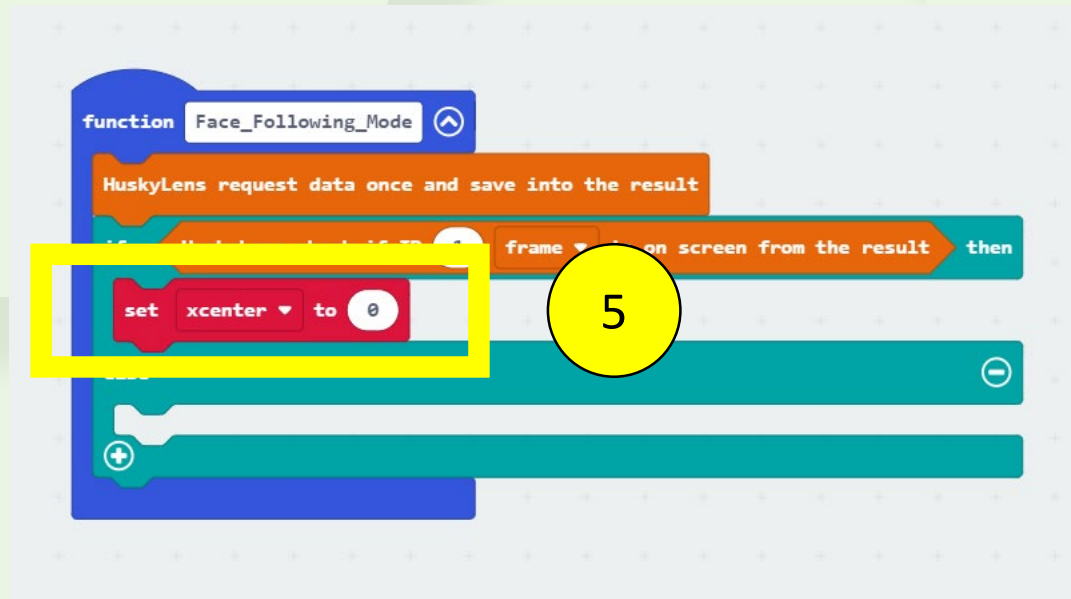 function Face_Following_Mode
HuskyLens request data once and save into the result
frame on screen from the result then
5
set xcenter to 0